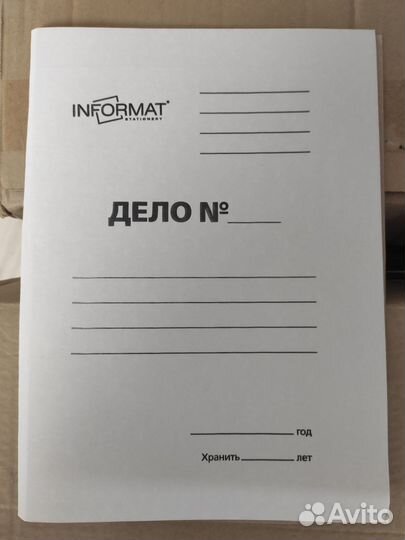 INFORMAT®
STATIONERY
ДЕЛО №
год
Хранить лет
Avito